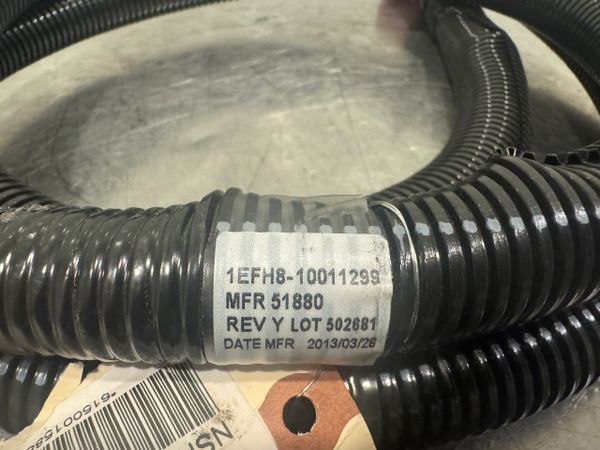 1EFH8-10011299
MFR 51880
REV Y LOT 502681
DATE MFR 2013/03/28